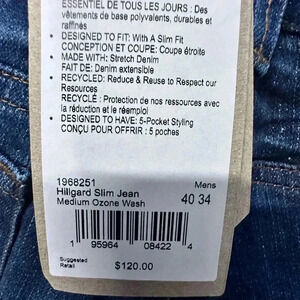 ESSENTIEL DE TOUS LES JOURS : Des
vêtements de base polyvalents, durables et
raffinés
• DESIGNED TO FIT: With A Slim Fit
CONCEPTION ET COUPE: Coupe étroite
• MADE WITH: Stretch Denim
FAIT DE: Denim extensible
• RECYCLED: Reduce & Reuse to Respect our
Resources
RECYCLÉ : Protection de nos ressources avec
la réduction et le réemploi
• DESIGNED TO HAVE: 5-Pocket Styling
CONÇU POUR OFFRIR : 5 poches
1968251
Hillgard Slim Jean
Mens
Medium Ozone Wash
40 34
1 95964 08422 4
Suggested
Retail
$120.00